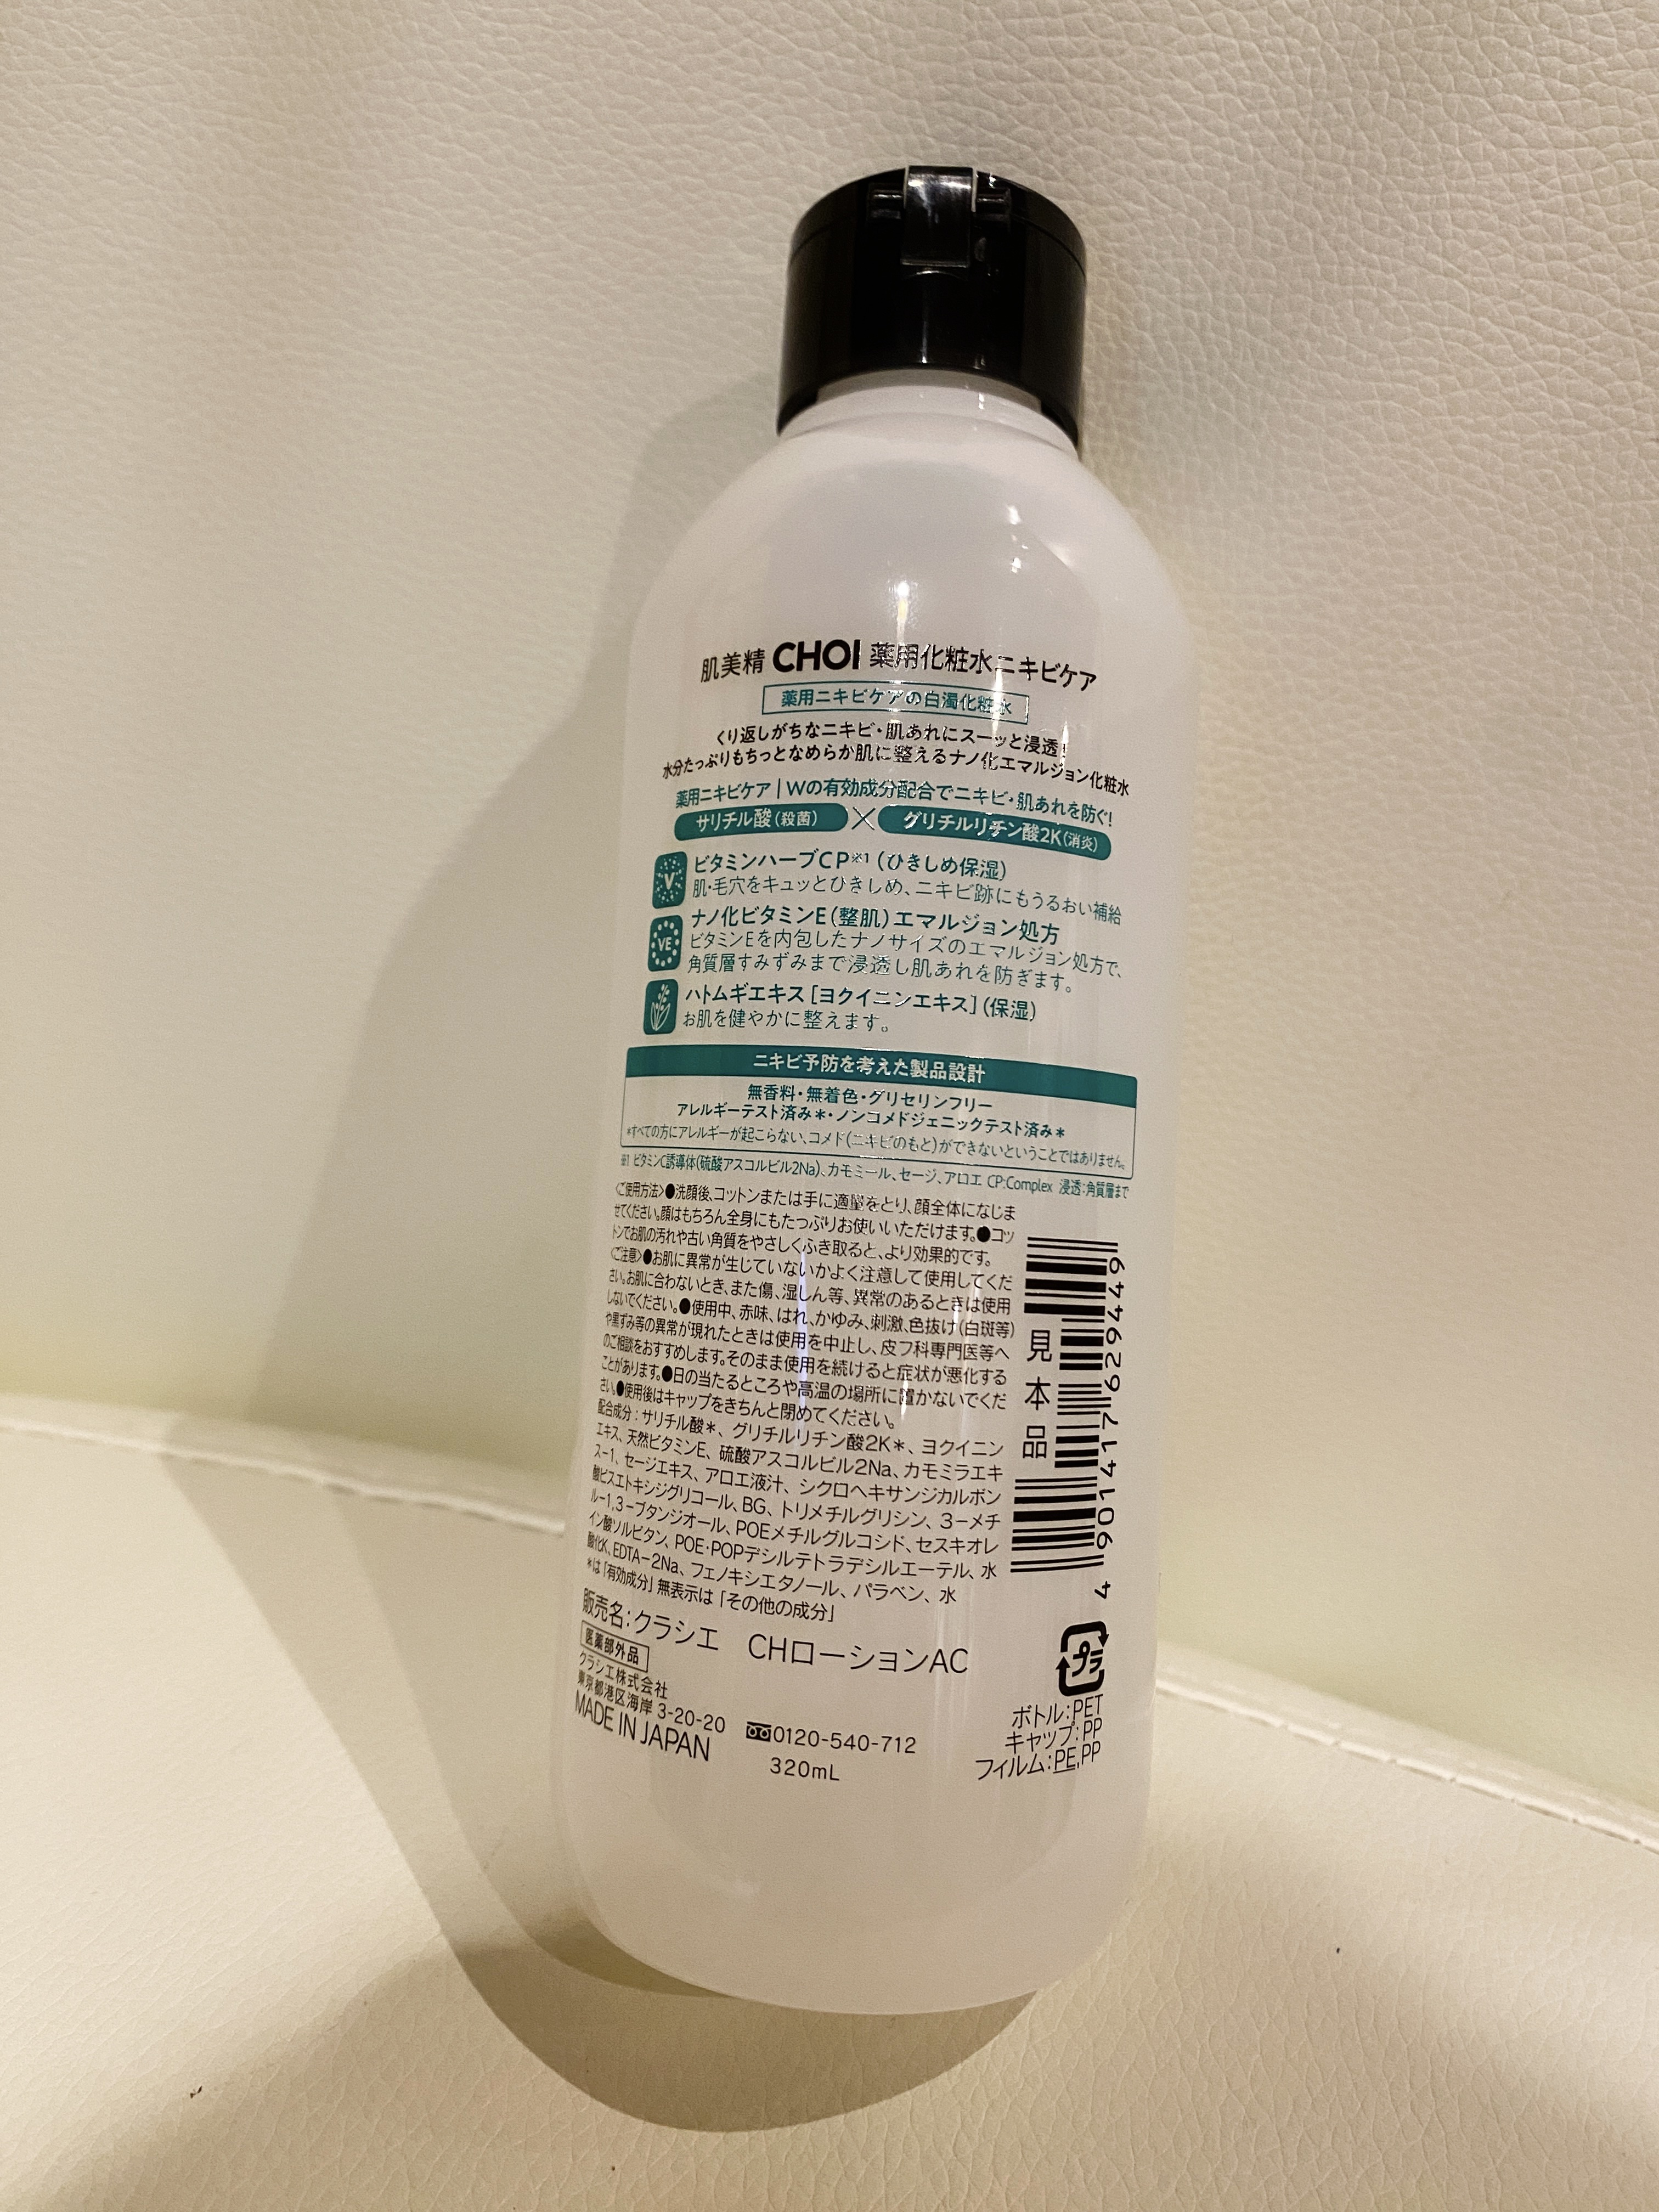 肌美精 CHOI 薬用化粧水ニキビケア
薬用ニキビケアの白濁化粧水
くり返しがちなニキビ・肌あれにスーッと浸透!
水分たっぷりもちっとなめらか肌に整えるナノ化エマルジョン化粧水
薬用ニキビケア|Wの有効成分配合でニキビ・肌あれを防ぐ!
サリチル酸(殺菌)×グリチルリチン酸2K(消炎)
V
ビタミンハーブCP※1(ひきしめ保湿)
肌・毛穴をキュッとひきしめ、ニキビ跡にもうるおい補給
VE
ナノ化ビタミンE(整肌)エマルジョン処方
ビタミンEを内包したナノサイズのエマルジョン処方で、
角質層すみずみまで浸透し肌あれを防ぎます。
ハトムギエキス[ヨクイニンエキス](保湿)
お肌を健やかに整えます。
ニキビ予防を考えた製品設計
無香料・無着色・グリセリンフリー
アレルギーテスト済み*・ノンコメドジェニックテスト済み*
*すべての方にアレルギーが起こらない、コメド(ニキビのもと)ができないということではありません。
※1 ビタミンC誘導体(硫酸アスコルビル2Na)、カモミール、セージ、アロエ CP:Complex 浸透:角質層まで
〈ご使用方法〉●洗顔後、コットンまたは手に適量をとり、顔全体になじま
せてください。顔はもちろん全身にもたっぷりお使いいただけます。●コッ
トンでお肌の汚れや古い角質をやさしくふき取ると、より効果的です。
〈ご注意〉●お肌に異常が生じていないかよく注意して使用してくだ
さい。お肌に合わないとき、また傷、湿しん等、異常のあるときは使用
しないでください。●使用中、赤味、はれ、かゆみ、刺激、色抜け(白斑等)
や黒ずみ等の異常が現れたときは使用を中止し、皮フ科専門医等へ
のご相談をおすすめします。そのまま使用を続けると症状が悪化する
ことがあります。●日の当たるところや高温の場所に置かないでくだ
さい。●使用後はキャップをきちんと閉めてください。
配合成分:サリチル酸*、グリチルリチン酸2K*、ヨクイニン
エキス、天然ビタミンE、硫酸アスコルビル2Na、カモミラエキ
ス-1、セージエキス、アロエ液汁、シクロヘキサンジカルボン
酸ビスエトキシジグリコール、BG、トリメチルグリシン、3-メチ
ル-1,3-ブタンジオール、POEメチルグルコシド、セスキオレ
イン酸ソルビタン、POE・POPデシルテトラデシルエーテル、水
酸化K、EDTA-2Na、フェノキシエタノール、パラベン、水
*は「有効成分」無表示は「その他の成分」
販売名:クラシエ CHローションAC
医薬部外品
クラシエ株式会社
東京都港区海岸 3-20-20
MADE IN JAPAN
0120-540-712
320mL
見本品
4 901417 926449
プラ
ボトル:PET
キャップ:PP
フィルム:PE,PP